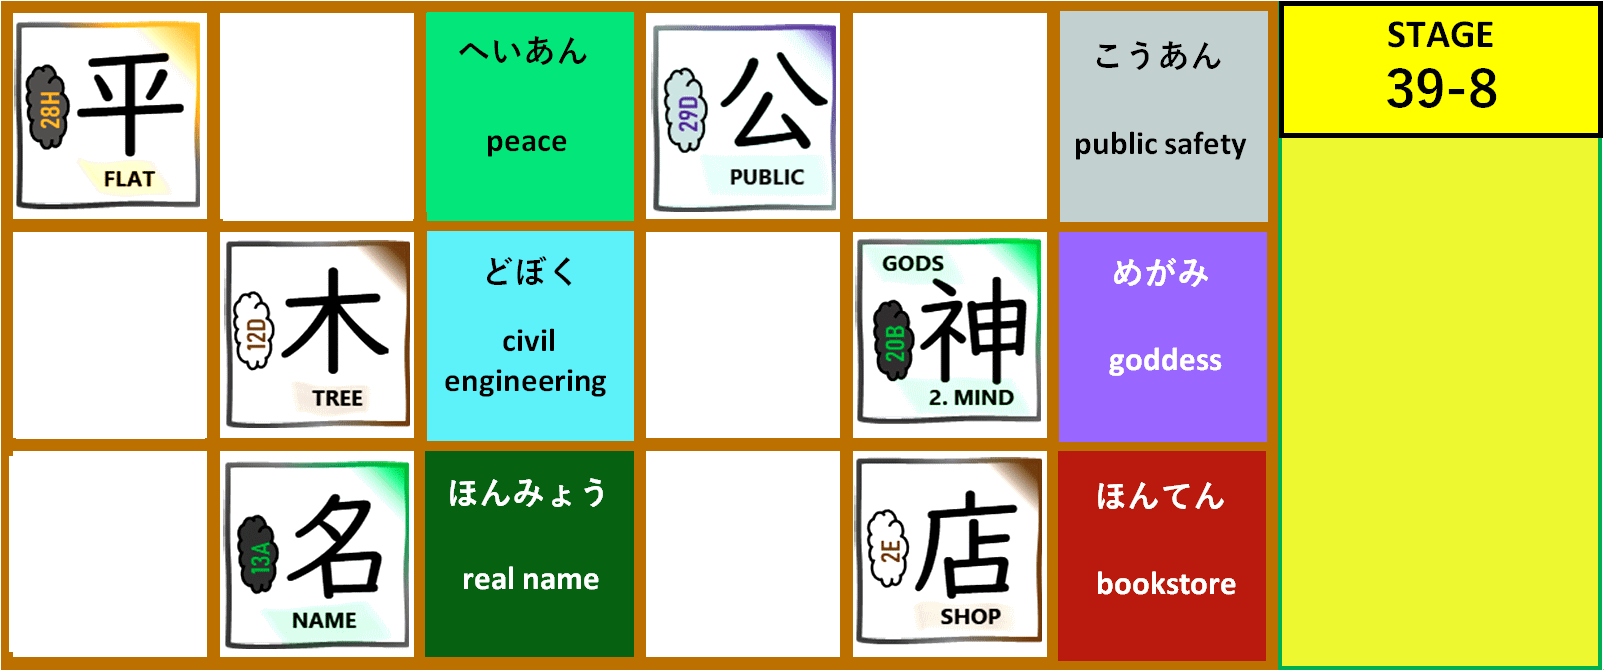 平
28H
FLAT
へいあん
peace
公
29D
PUBLIC
こうあん
public safety
STAGE
39-8
木
12D
TREE
どぼく
civil
engineering
GODS
神
20B
2. MIND
めがみ
goddess
名
13A
NAME
ほんみょう
real name
店
2E
SHOP
ほんてん
bookstore